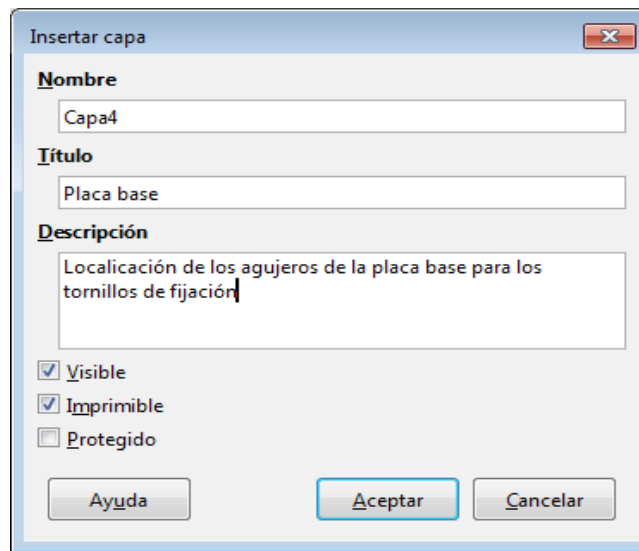 Insertar capa
Nombre
Capa4
Título
Placa base
Descripción
Localicación de los agujeros de la placa base para los
tornillos de fijación
Visible
Imprimible
Protegido
Ayuda
Aceptar
Cancelar